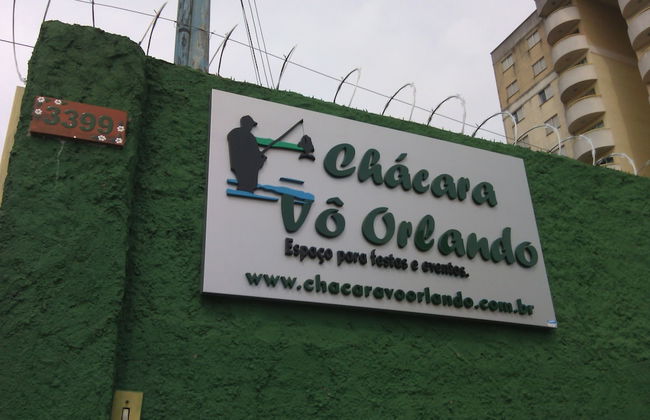 3399
Chácara
Vô Orlando
Espaço para festas e eventos.
www.chacaravoorlando.com.br